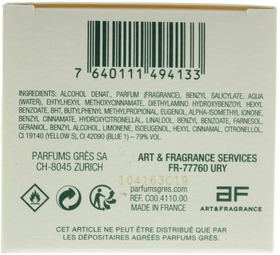 7 640111 494133
INGREDIENTS: ALCOHOL DENAT., PARFUM (FRAGRANCE), BENZYL SALICYLATE, AQUA
(WATER), EHTYLHEXYL METHOXYCINNAMATE, DIETHYLAMINO HYDROXYBENZOYL HEXYL
BENZOATE, BHT, BUTYLPHENYL METHYLPROPIONAL, EUGENOL, ALPHA-ISOMETHYL IONONE,
BENZYL CINNAMATE, HYDROXYCITRONELLAL, LINALOOL, BENZYL BENZOATE, FARNESOL,
GERANIOL, BENZYL ALCOHOL, LIMONENE, ISOEUGENOL, HEXYL CINNAMAL, CITRONELLOL,
CI 19140 (YELLOW 5), CI 42090 (BLUE 1) – 79% VOL.
PARFUMS GRÈS SA
CH-8045 ZURICH
ART & FRAGRANCE SERVICES
FR-77760 URY
104163C19
MADE IN FRANCE
parfumsgres.com
REF. C00.4110.00
AF
ART&FRAGRANCE
CET ARTICLE NE PEUT ÊTRE DISTRIBUÉ QUE PAR
LES DÉPOSITAIRES AGRÉÉS PARFUMS GRÈS.